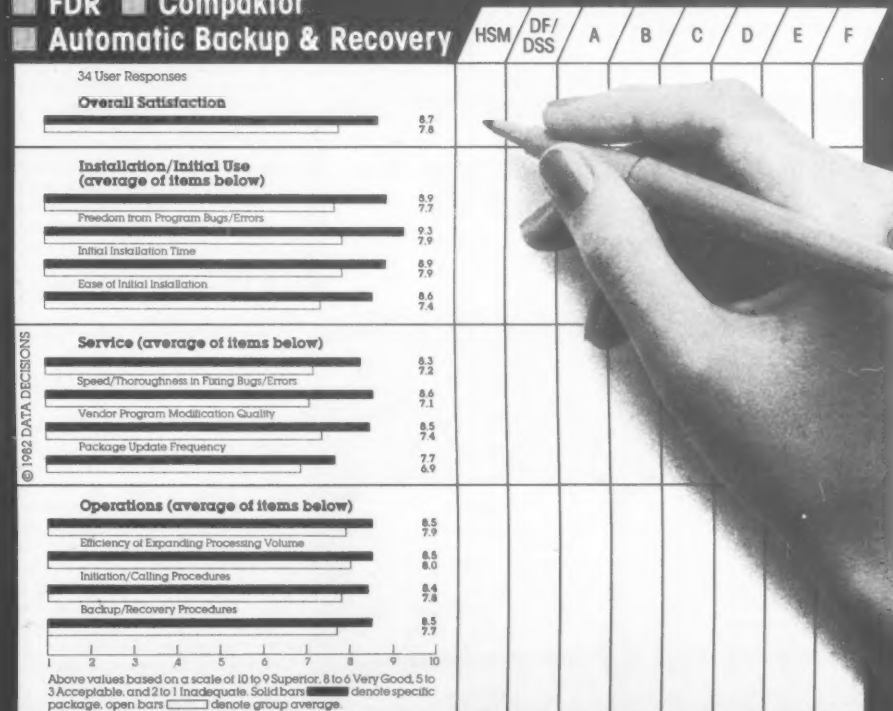 FDR Compaktor
Automatic Backup & Recovery
HSM DF/DSS A B C D E F
34 User Responses
Overall Satisfaction
8.7
7.8
Installation/Initial Use
(average of items below)
8.9
7.7
Freedom from Program Bugs/Errors
9.3
7.9
Initial Installation Time
8.9
7.9
Ease of Initial Installation
8.6
7.4
Service (average of items below)
8.3
7.2
Speed/Thoroughness in Fixing Bugs/Errors
8.6
7.1
Vendor Program Modification Quality
8.5
7.4
Package Update Frequency
7.7
6.9
© 1982 DATA DECISIONS
Operations (average of items below)
8.5
7.9
Efficiency of Expanding Processing Volume
8.5
8.0
Initiation/Calling Procedures
8.4
7.8
Backup/Recovery Procedures
8.5
7.7
1 2 3 4 5 6 7 8 9 10
Above values based on a scale of 10 to 9 Superior, 8 to 6 Very Good, 5 to
3 Acceptable, and 2 to 1 Inadequate. Solid bars denote specific
package, open bars denote group average.